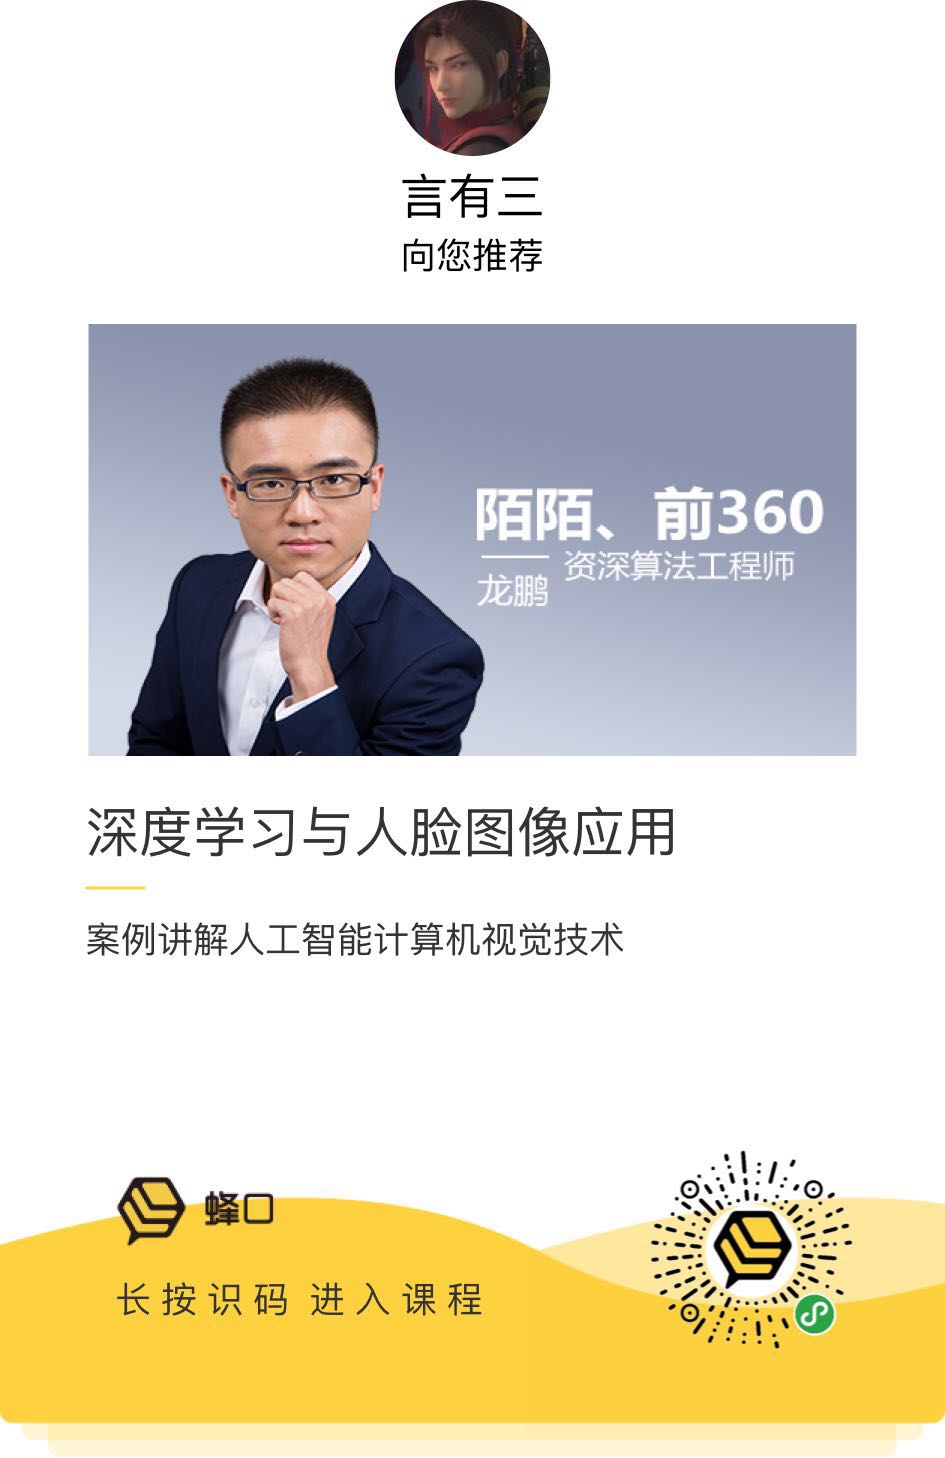 言有三
向您推荐
陌陌、前360
资深算法工程师
龙鹏
深度学习与人脸图像应用
案例讲解人工智能计算机视觉技术
蜂口
长按识码 进入课程